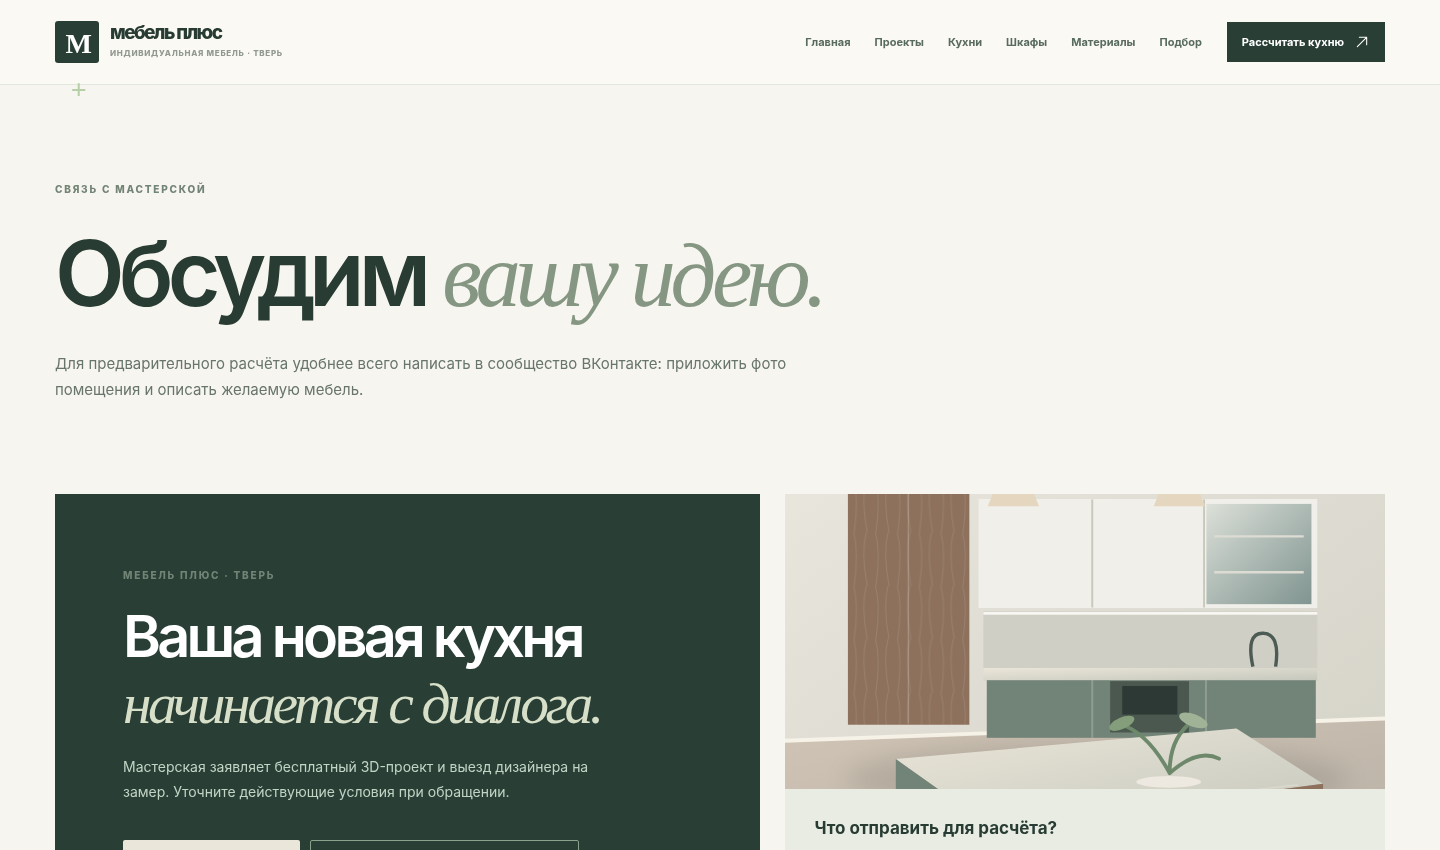 М
мебель плюс
ИНДИВИДУАЛЬНАЯ МЕБЕЛЬ · ТВЕРЬ
Главная
Проекты
Кухни
Шкафы
Материалы
Подбор
Рассчитать кухню
СВЯЗЬ С МАСТЕРСКОЙ
Обсудим вашу идею.
Для предварительного расчёта удобнее всего написать в сообщество ВКонтакте: приложить фото
помещения и описать желаемую мебель.
МЕБЕЛЬ ПЛЮС · ТВЕРЬ
Ваша новая кухня
начинается с диалога.
Мастерская заявляет бесплатный 3D-проект и выезд дизайнера на
замер. Уточните действующие условия при обращении.
Что отправить для расчёта?